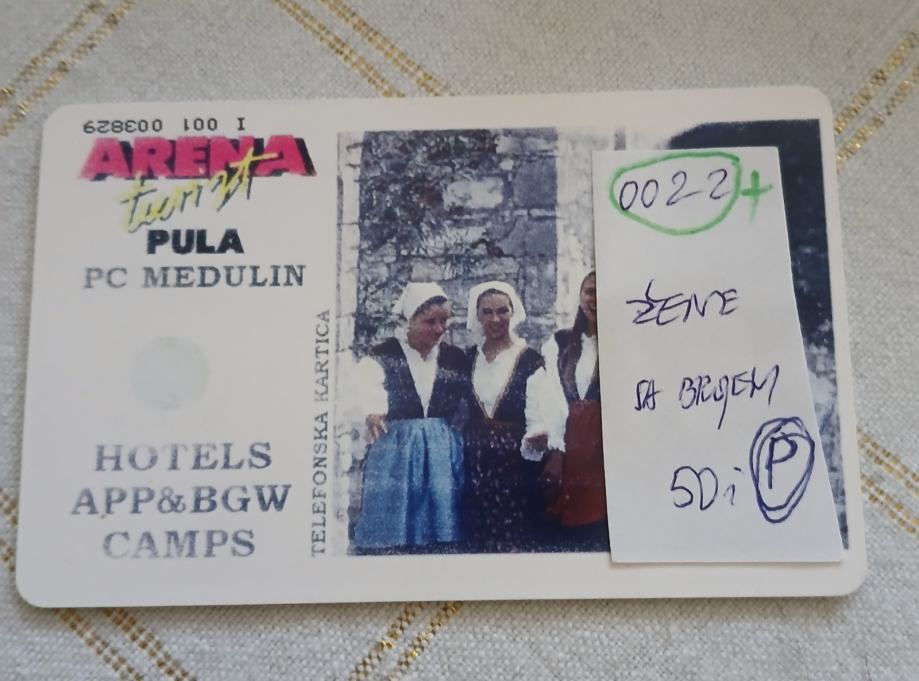 I 001 003829
ARENA
turist
PULA
PC MEDULIN
HOTELS
APP&BGW
CAMPS
TELEFONSKA KARTICA
002-2+
ŽENE
SA BROJEM
5Di P